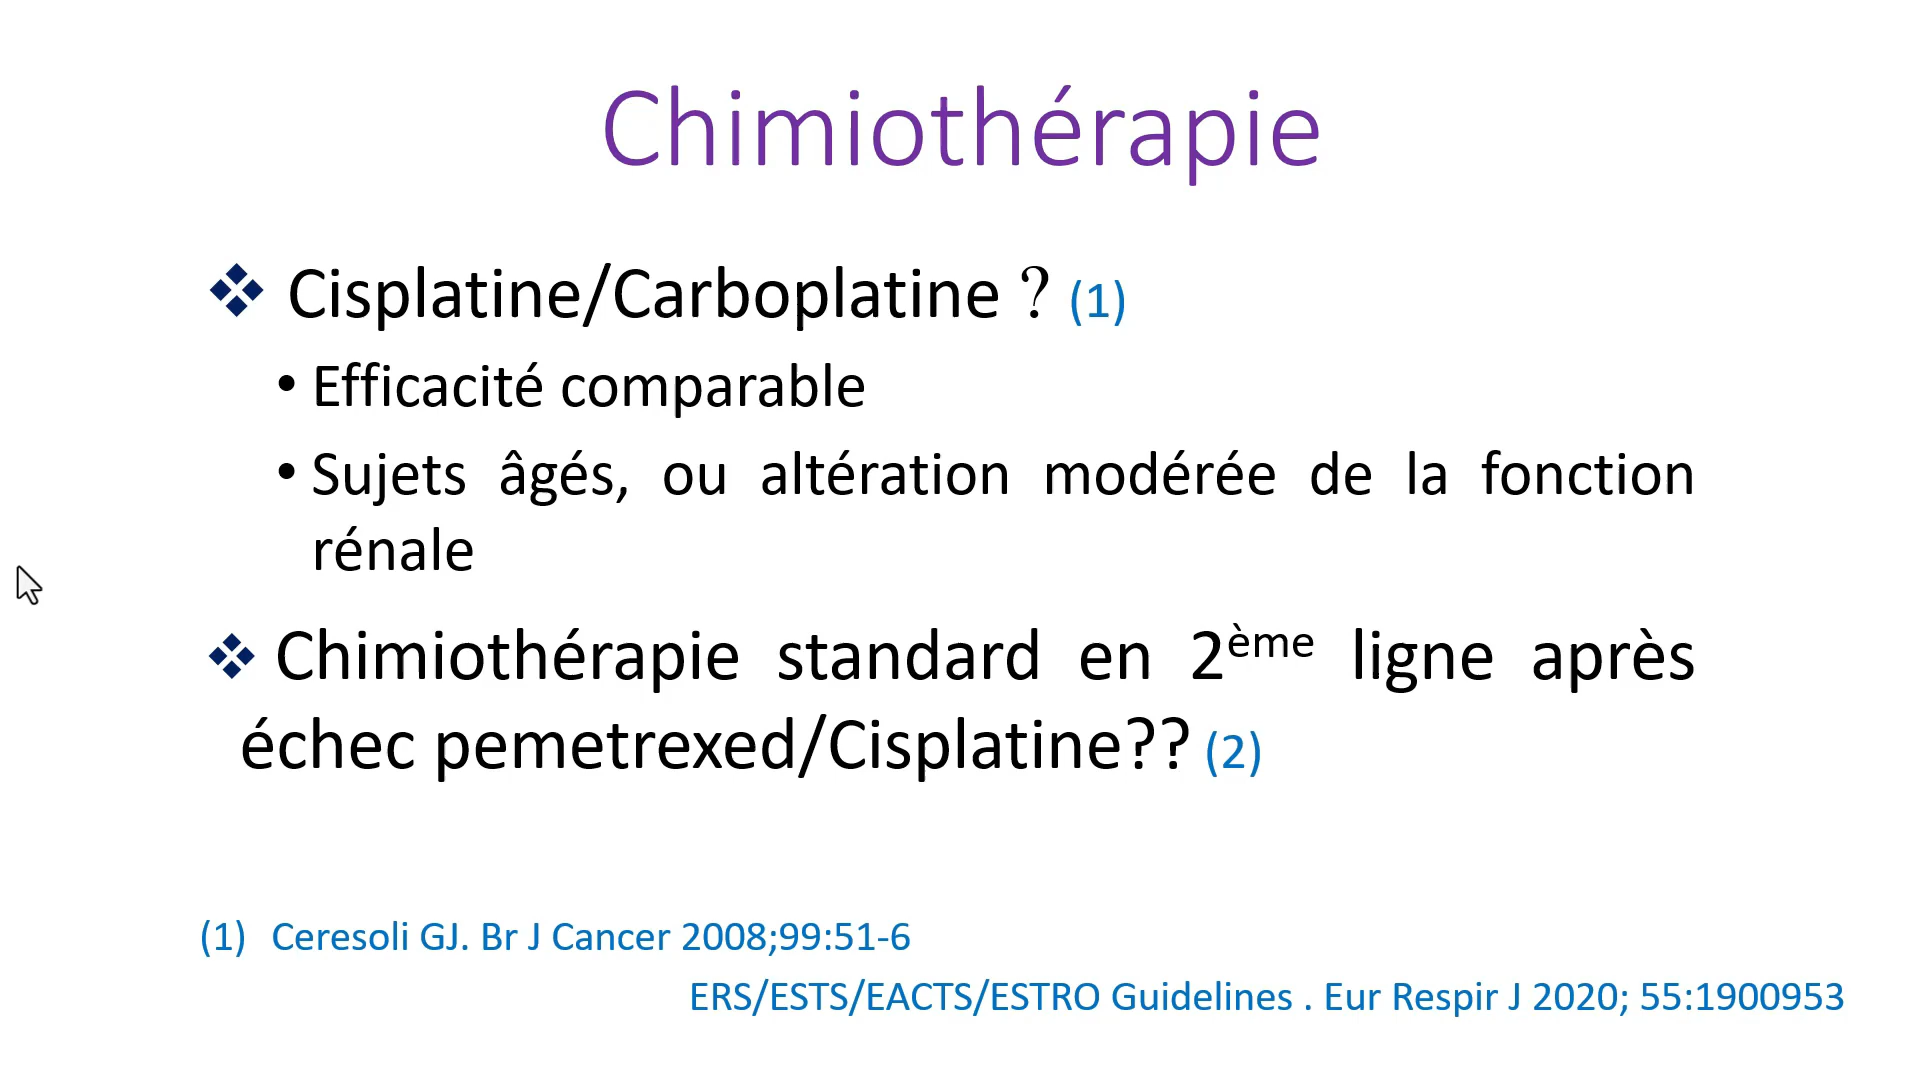 Chimiothérapie
❖ Cisplatine/Carboplatine ? (1)
• Efficacité comparable
• Sujets âgés, ou altération modérée de la fonction
rénale
❖ Chimiothérapie standard en 2ème ligne après
échec pemetrexed/Cisplatine?? (2)
(1) Ceresoli GJ. Br J Cancer 2008;99:51-6
ERS/ESTS/EACTS/ESTRO Guidelines . Eur Respir J 2020; 55:1900953